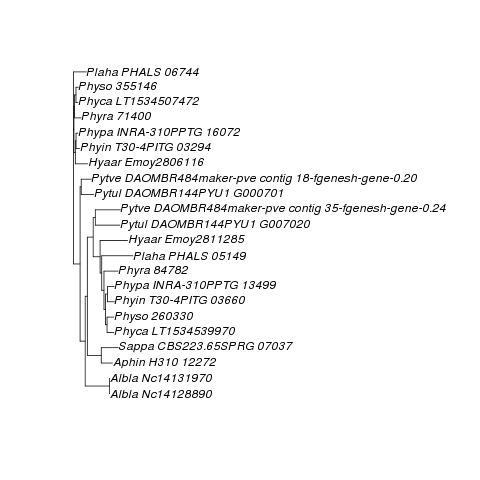 Plaha PHALS 06744
Physo 355146
Phyca LT1534507472
Phyra 71400
Phypa INRA-310PPTG 16072
Phyin T30-4PITG 03294
Hyaar Emoy2806116
Pytve DAOMBR484maker-pve contig 18-fgenesh-gene-0.20
Pytul DAOMBR144PYU1 G000701
Pytve DAOMBR484maker-pve contig 35-fgenesh-gene-0.24
Pytul DAOMBR144PYU1 G007020
Hyaar Emoy2811285
Plaha PHALS 05149
Phyra 84782
Phypa INRA-310PPTG 13499
Phyin T30-4PITG 03660
Physo 260330
Phyca LT1534539970
Sappa CBS223.65SPRG 07037
Aphin H310 12272
Albla Nc14131970
Albla Nc14128890